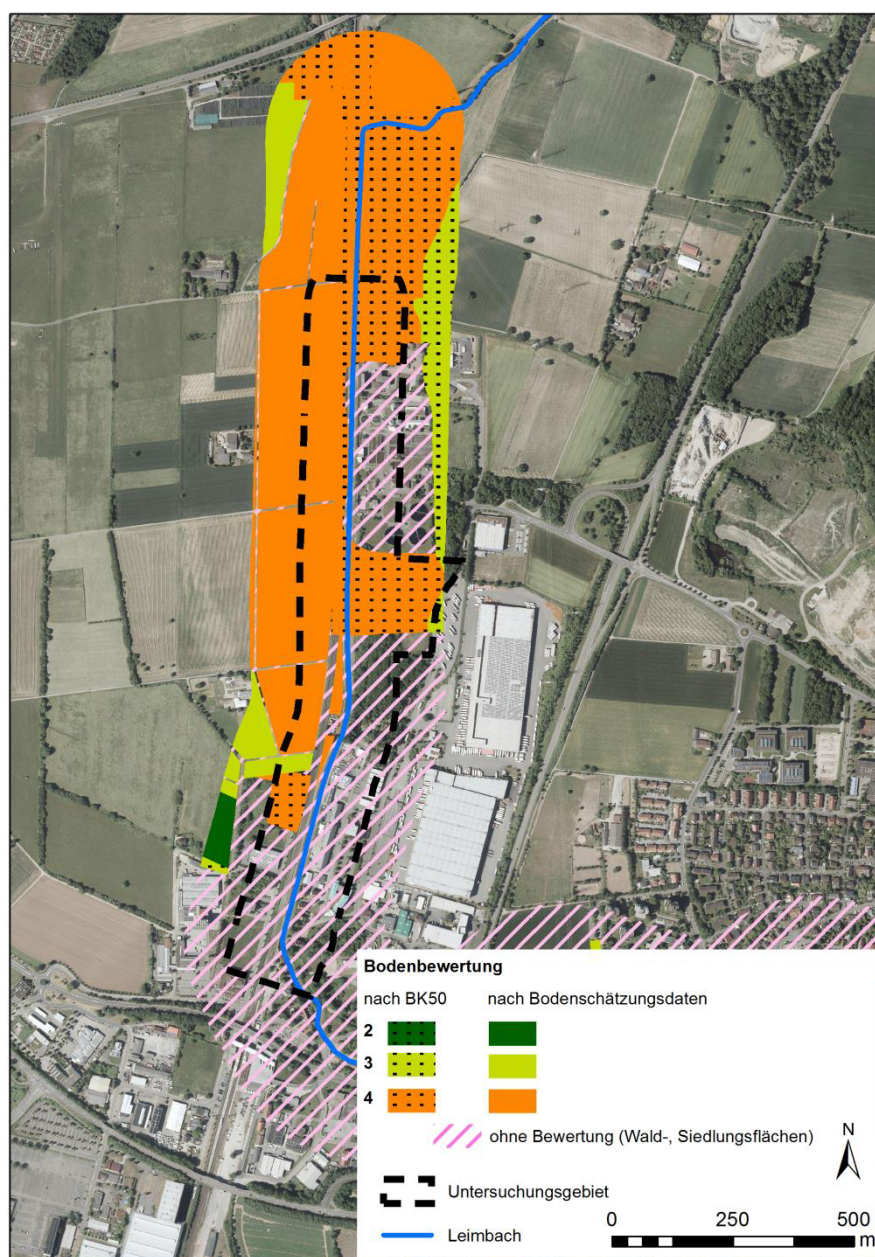 Bodenbewertung
nach BK50 nach Bodenschätzungsdaten
2
3
4
ohne Bewertung (Wald-, Siedlungsflächen)
Untersuchungsgebiet
Leimbach
N
0 250 500
m